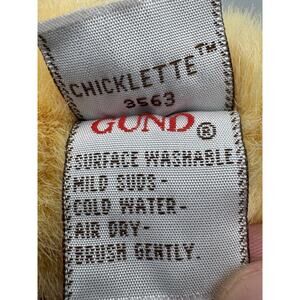 CHICKLETTE™
3563
GUND®
SURFACE WASHABLE
MILD SUDS-
COLD WATER-
AIR DRY-
BRUSH GENTLY.